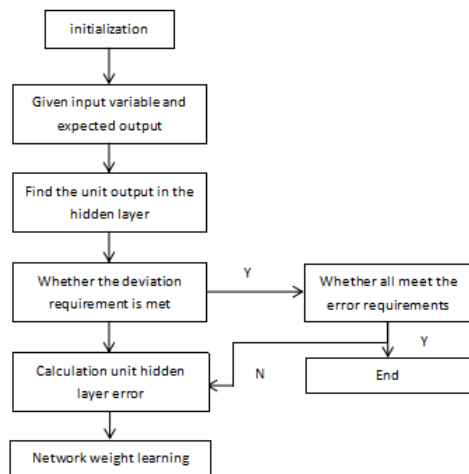 initialization
Given input variable and
expected output
Find the unit output in the
hidden layer
Whether the deviation
requirement is met
Y
Whether all meet the
error requirements
Y
N
Calculation unit hidden
layer error
End
Network weight learning